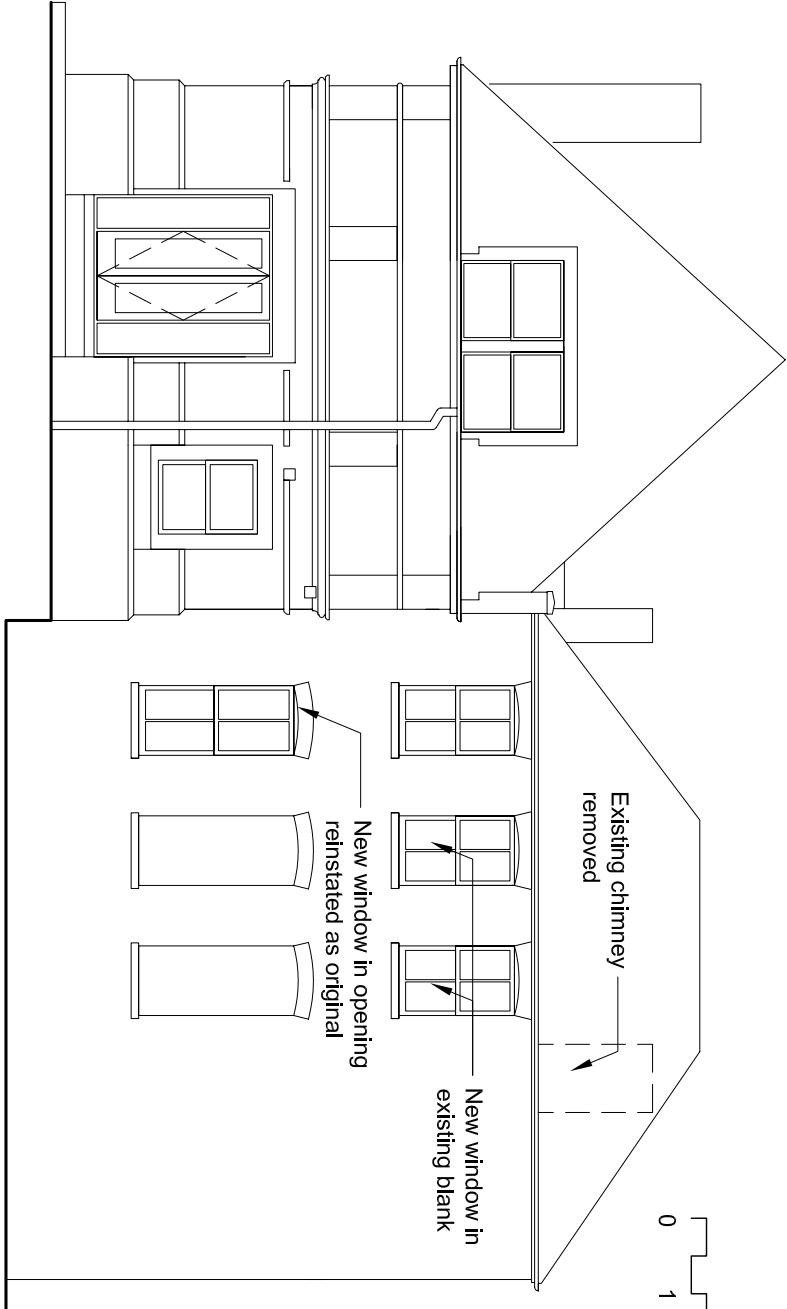 Existing chimney
removed
New window in
existing blank
New window in opening
reinstated as original
0
1